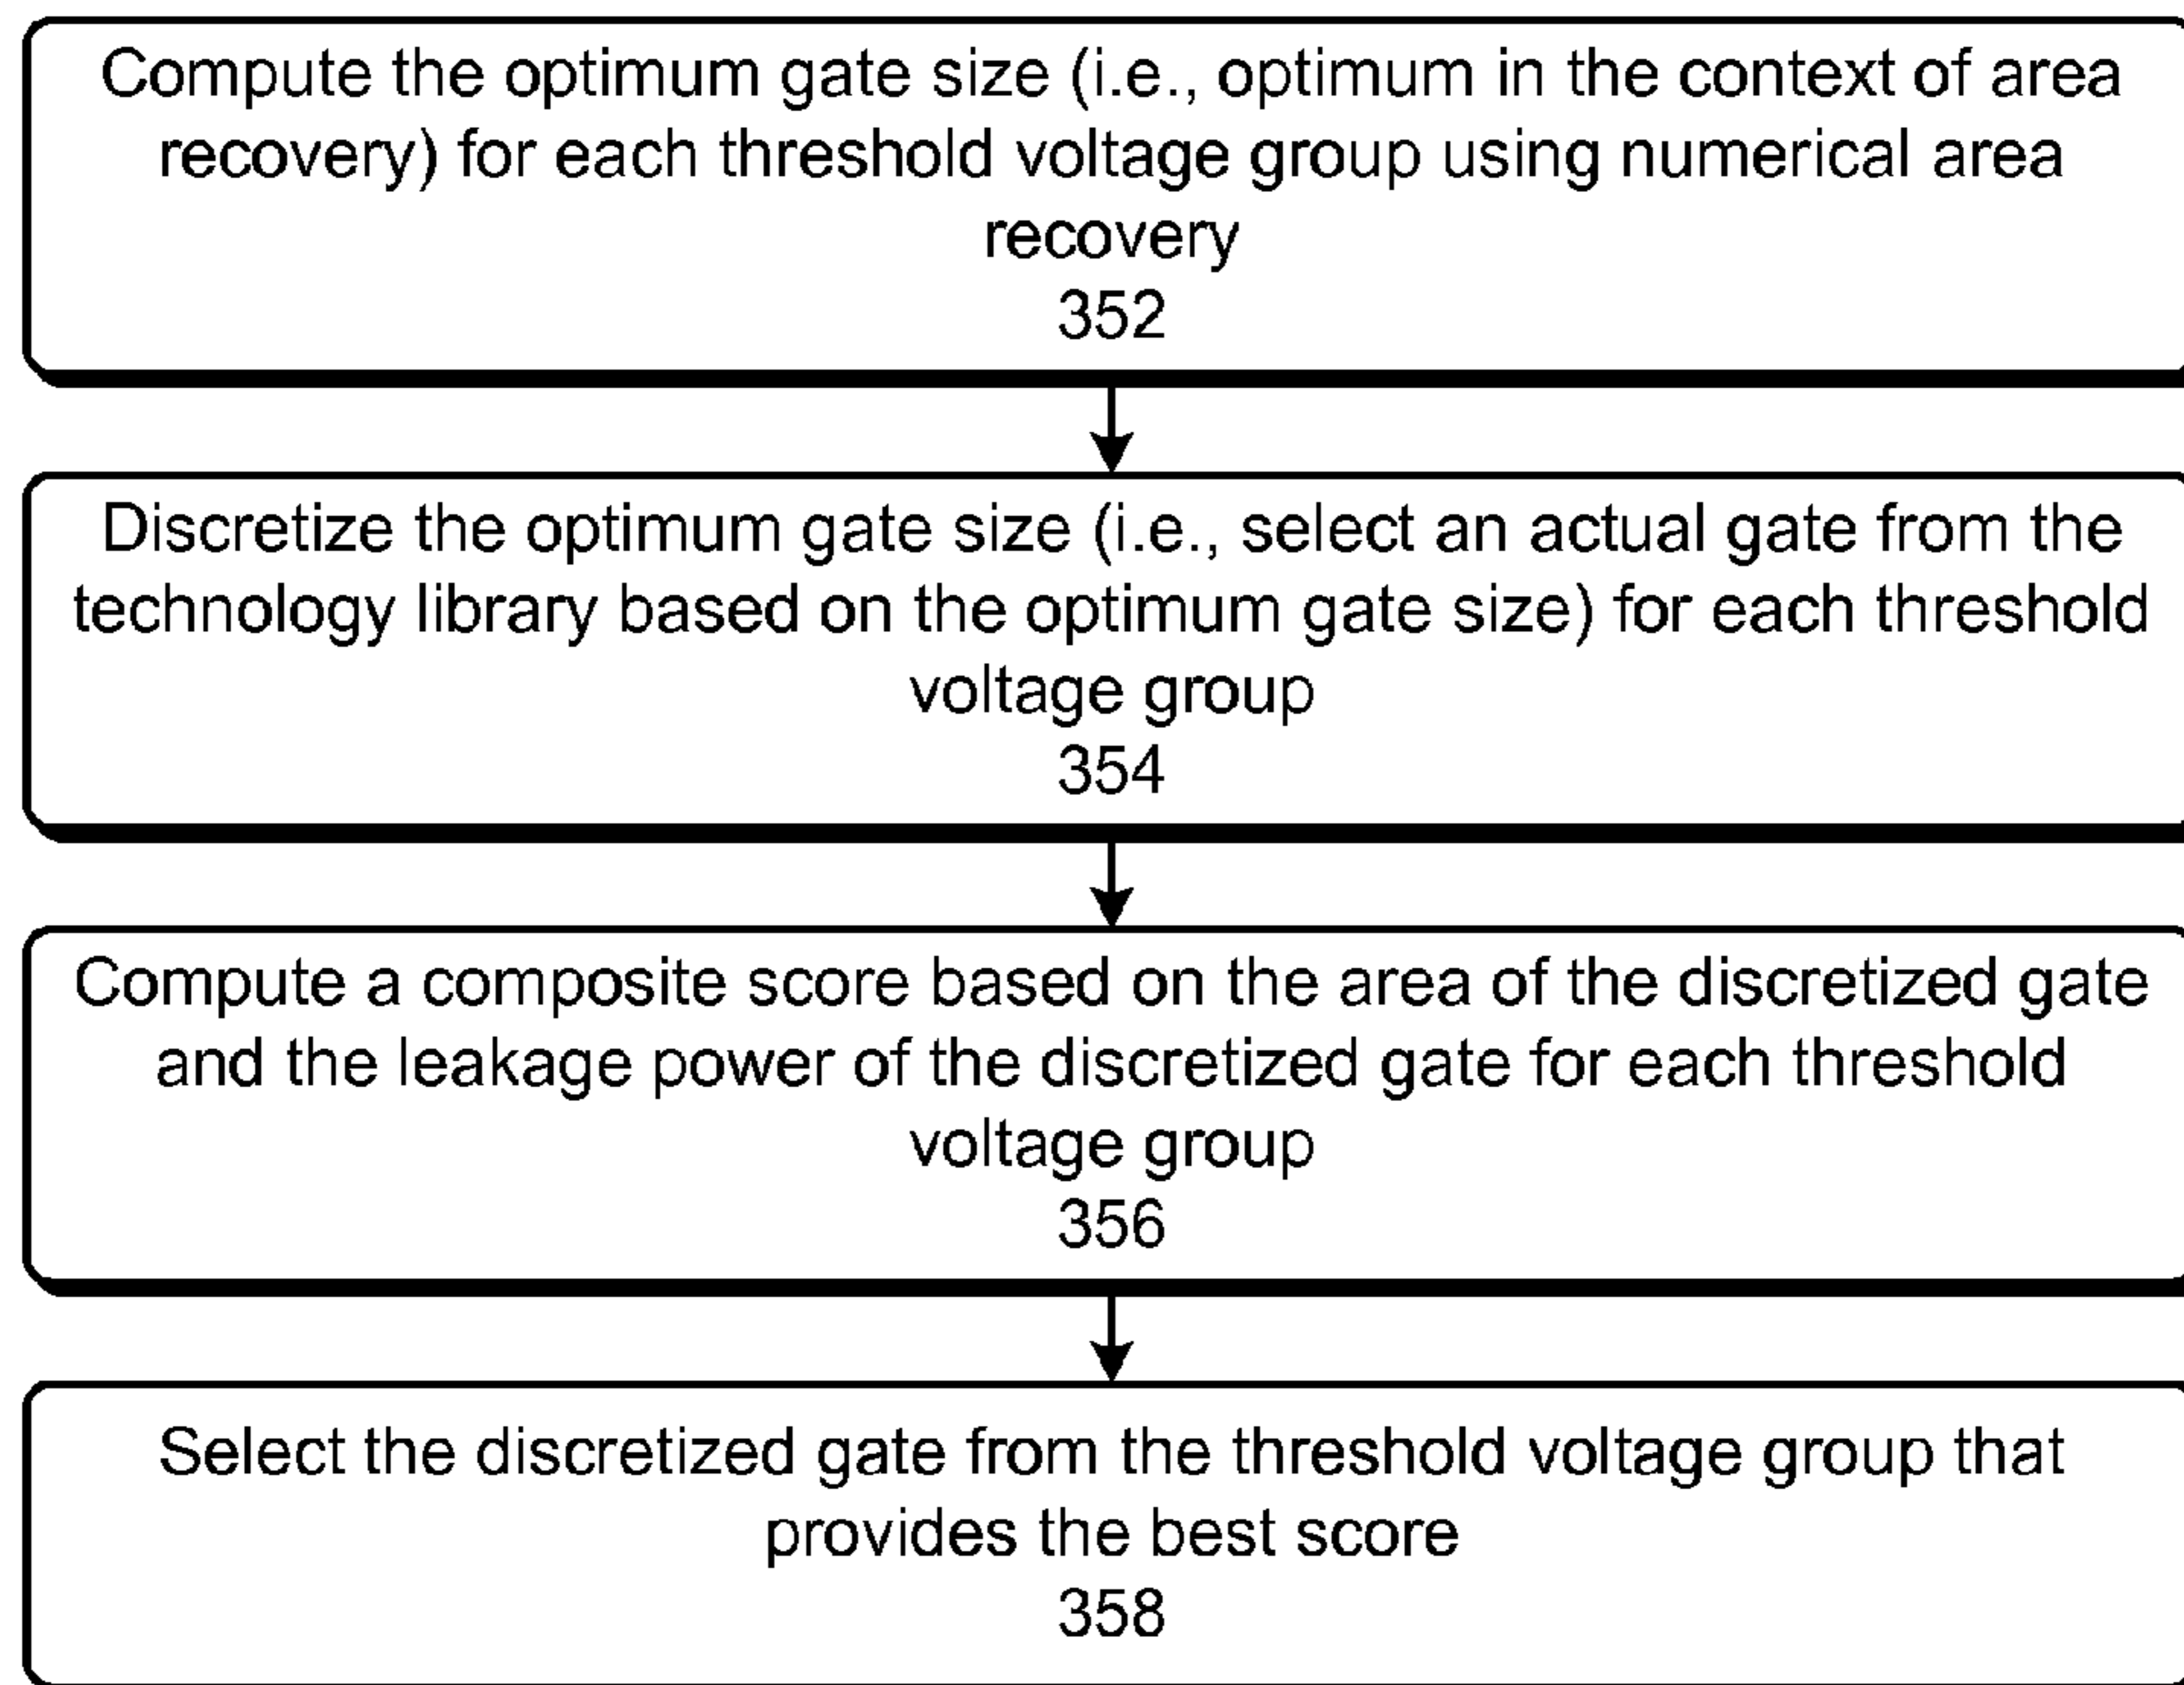 Compute the optimum gate size (i.e., optimum in the context of area
recovery) for each threshold voltage group using numerical area
recovery
352
Discretize the optimum gate size (i.e., select an actual gate from the
technology library based on the optimum gate size) for each threshold
voltage group
354
Compute a composite score based on the area of the discretized gate
and the leakage power of the discretized gate for each threshold
voltage group
356
Select the discretized gate from the threshold voltage group that
provides the best score
358